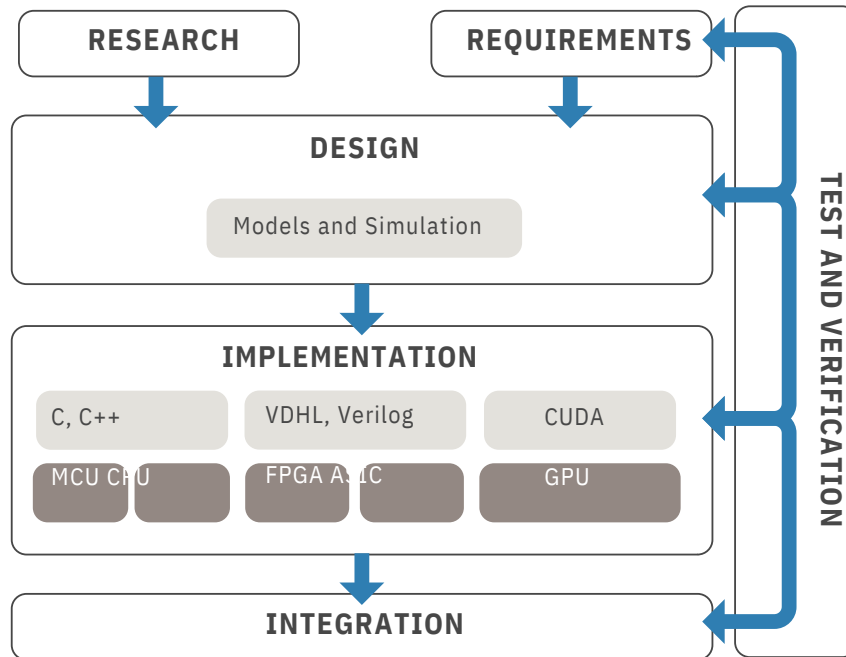 RESEARCH
REQUIREMENTS
DESIGN
Models and Simulation
IMPLEMENTATION
C, C++
VDHL, Verilog
CUDA
MCU CPU
FPGA ASIC
GPU
INTEGRATION
TEST AND VERIFICATION